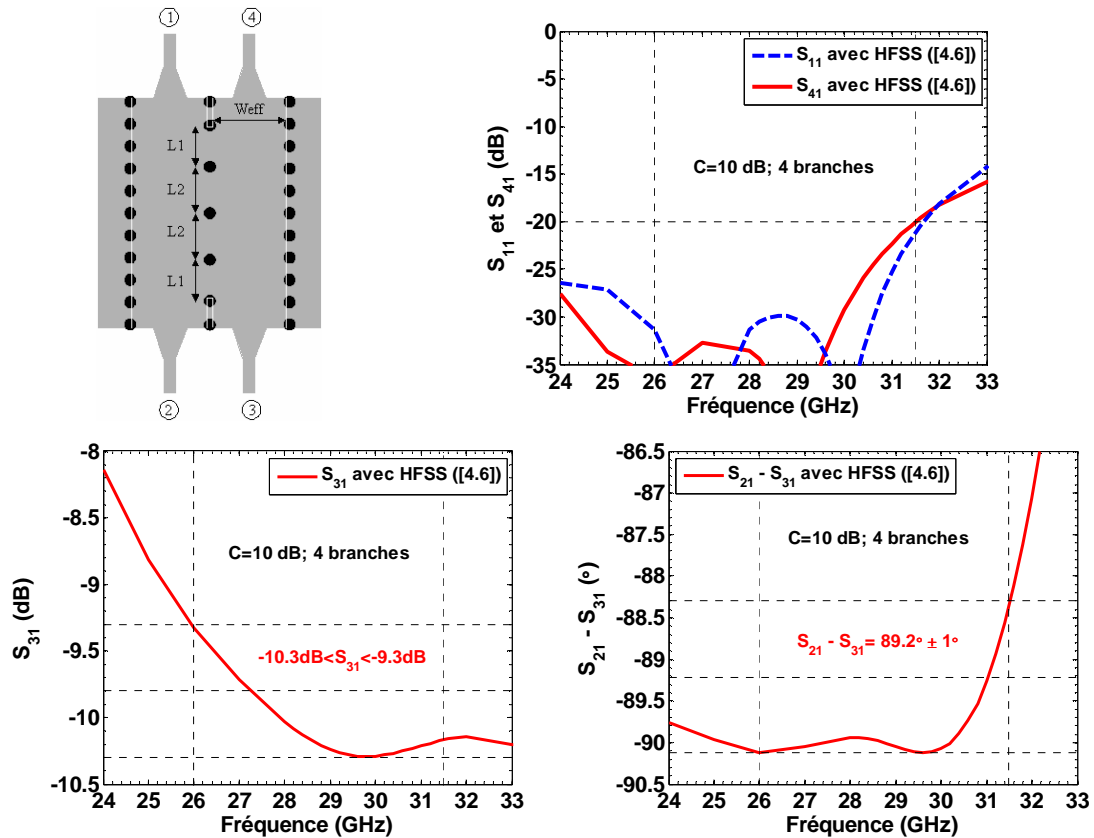 ① ④
Weff
L1
L2
L2
L1
② ③
S11 avec HFSS ([4.6])
S41 avec HFSS ([4.6])
C=10 dB; 4 branches
S11 et S41 (dB)
0
-5
-10
-15
-20
-25
-30
-35
24 25 26 27 28 29 30 31 32 33
Fréquence (GHz)
S31 avec HFSS ([4.6])
C=10 dB; 4 branches
-10.3dB<S31<-9.3dB
S31 (dB)
-8
-8.5
-9
-9.5
-10
-10.5
24 25 26 27 28 29 30 31 32 33
Fréquence (GHz)
S21 - S31 avec HFSS ([4.6])
C=10 dB; 4 branches
S21 - S31= 89.2° ± 1°
S21 - S31 (°)
-86.5
-87
-87.5
-88
-88.5
-89
-89.5
-90
-90.5
24 25 26 27 28 29 30 31 32 33
Fréquence (GHz)